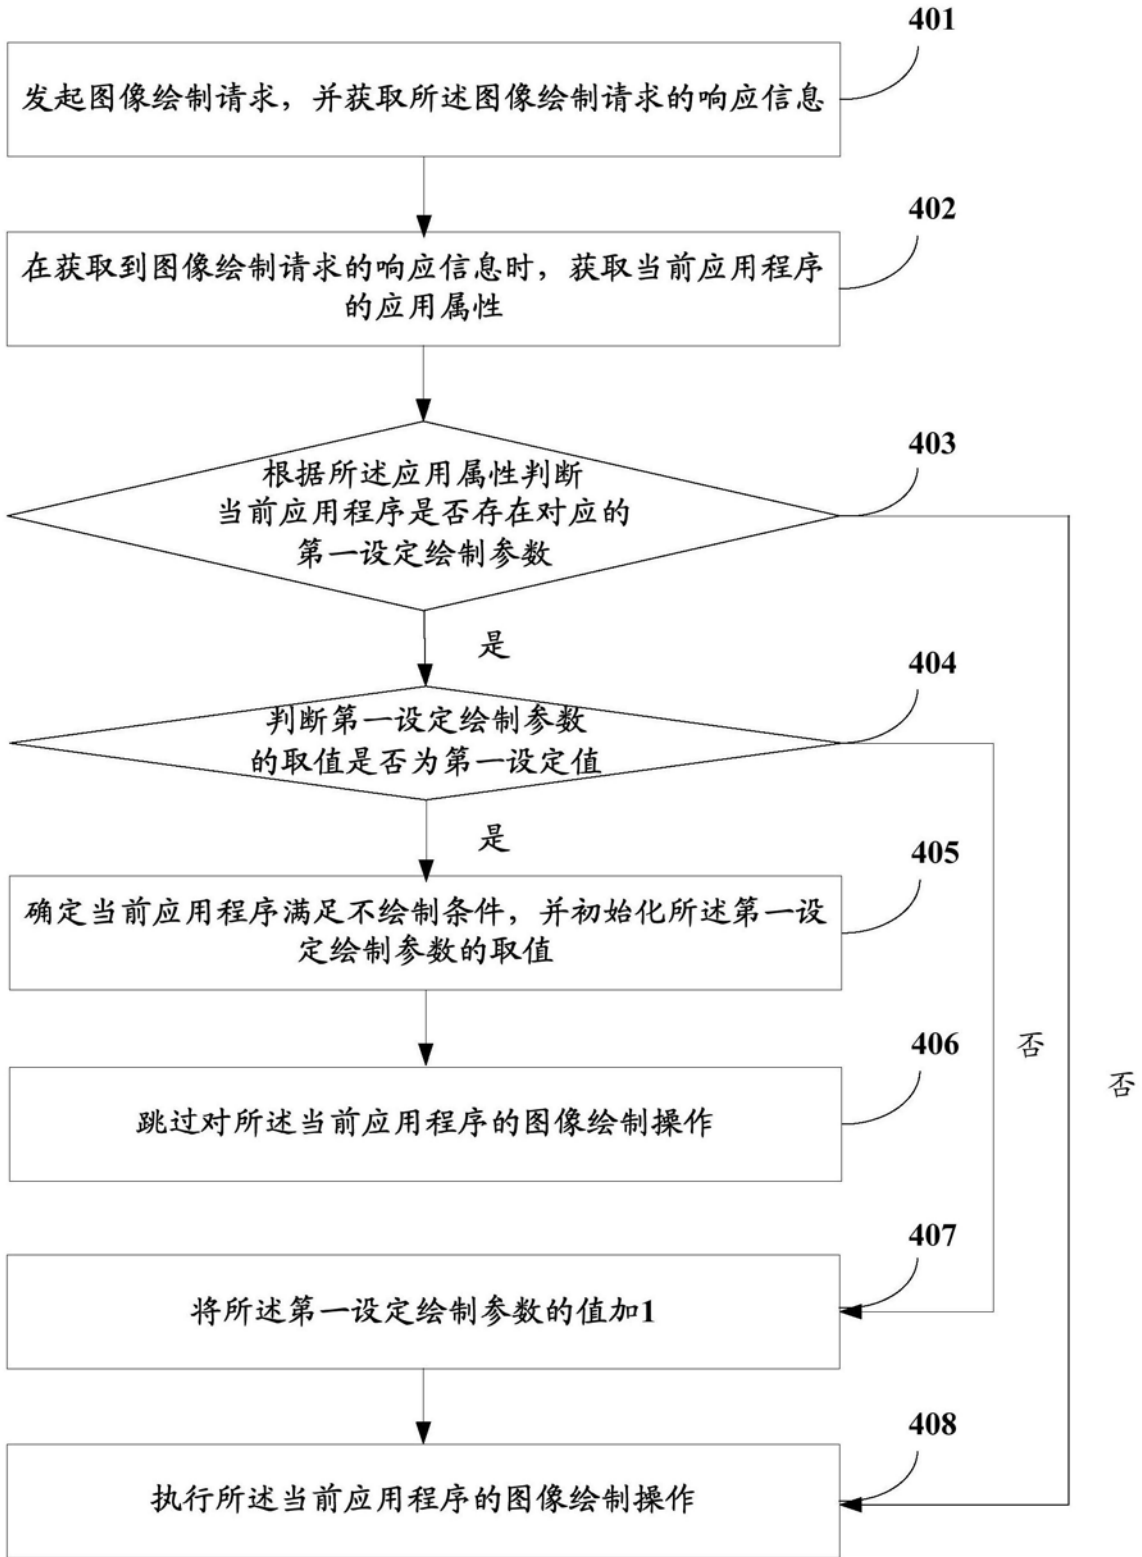 401
发起图像绘制请求，并获取所述图像绘制请求的响应信息
402
在获取到图像绘制请求的响应信息时，获取当前应用程序
的应用属性
403
根据所述应用属性判断
当前应用程序是否存在对应的
第一设定绘制参数
是
404
判断第一设定绘制参数
的取值是否为第一设定值
是
405
确定当前应用程序满足不绘制条件，并初始化所述第一设
定绘制参数的取值
否
406
否
跳过对所述当前应用程序的图像绘制操作
407
将所述第一设定绘制参数的值加1
408
执行所述当前应用程序的图像绘制操作